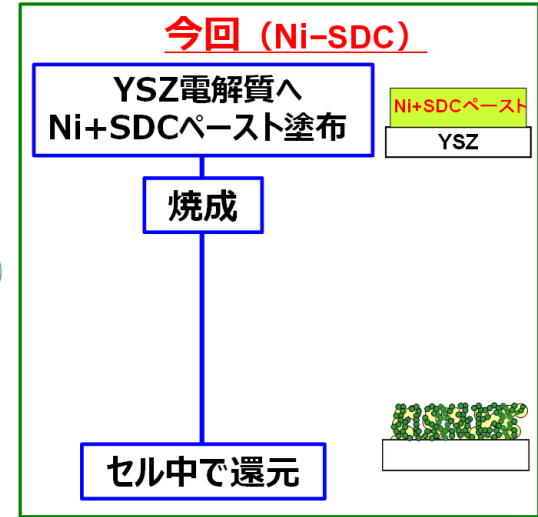 今回（Ni-SDC）
YSZ電解質へ
Ni+SDCペースト塗布
Ni+SDCペースト
YSZ
焼成
セル中で還元